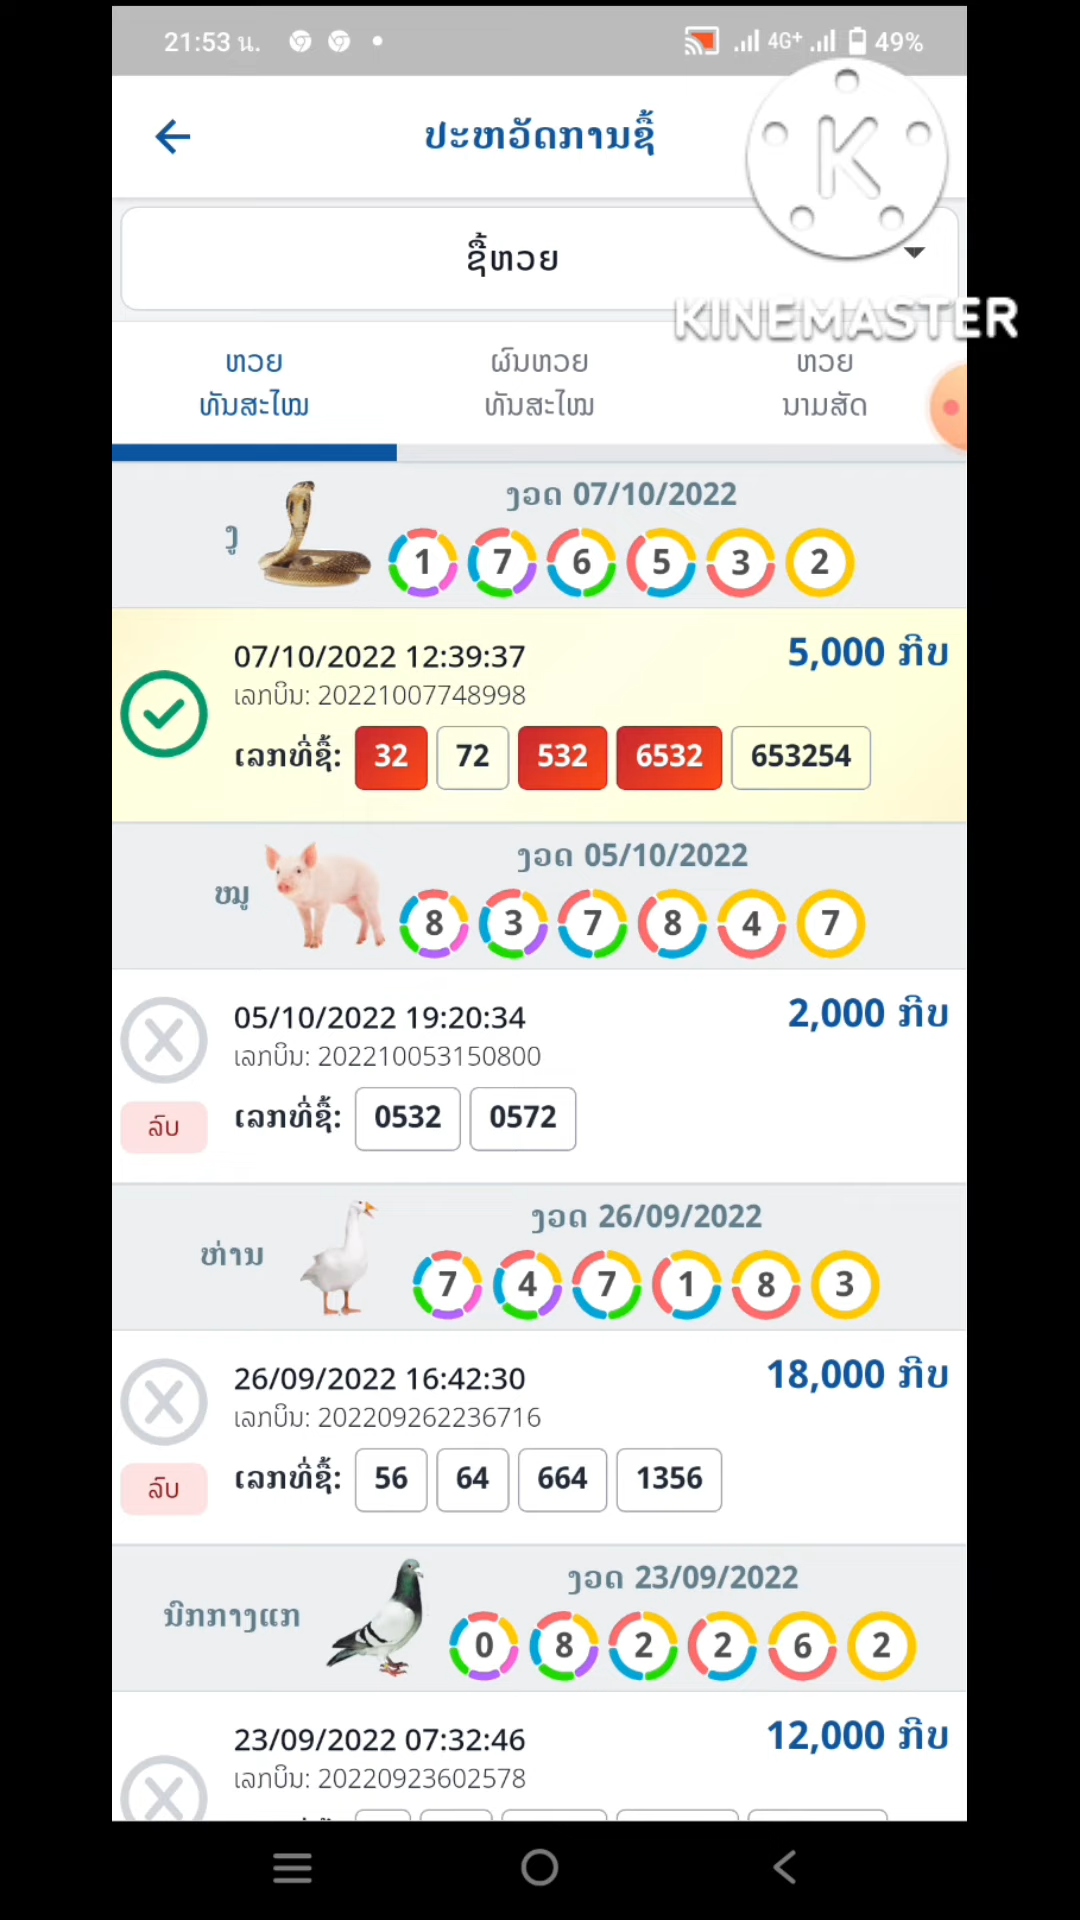 21:53 น. 4G+ 49%
ປະຫວັດການຊື້
K
KINEMASTER
ຊື້ຫວຍ
ຫວຍ
ທັນສະໄໝ
ຜົນຫວຍ
ທັນສະໄໝ
ຫວຍ
ນາມສັດ
ງວດ 07/10/2022
ງູ
1 7 6 5 3 2
07/10/2022 12:39:37
5,000 ກີບ
ເລກບິນ: 20221007748998
ເລກທີ່ຊື້: 32 72 532 6532 653254
ງວດ 05/10/2022
ໝູ
8 3 7 8 4 7
05/10/2022 19:20:34
2,000 ກີບ
ເລກບິນ: 202210053150800
ເລກທີ່ຊື້: 0532 0572
ລົບ
ງວດ 26/09/2022
ຫ່ານ
7 4 7 1 8 3
26/09/2022 16:42:30
18,000 ກີບ
ເລກບິນ: 202209262236716
ເລກທີ່ຊື້: 56 64 664 1356
ລົບ
ງວດ 23/09/2022
ນົກກາງແກ
0 8 2 2 6 2
23/09/2022 07:32:46
12,000 ກີບ
ເລກບິນ: 20220923602578